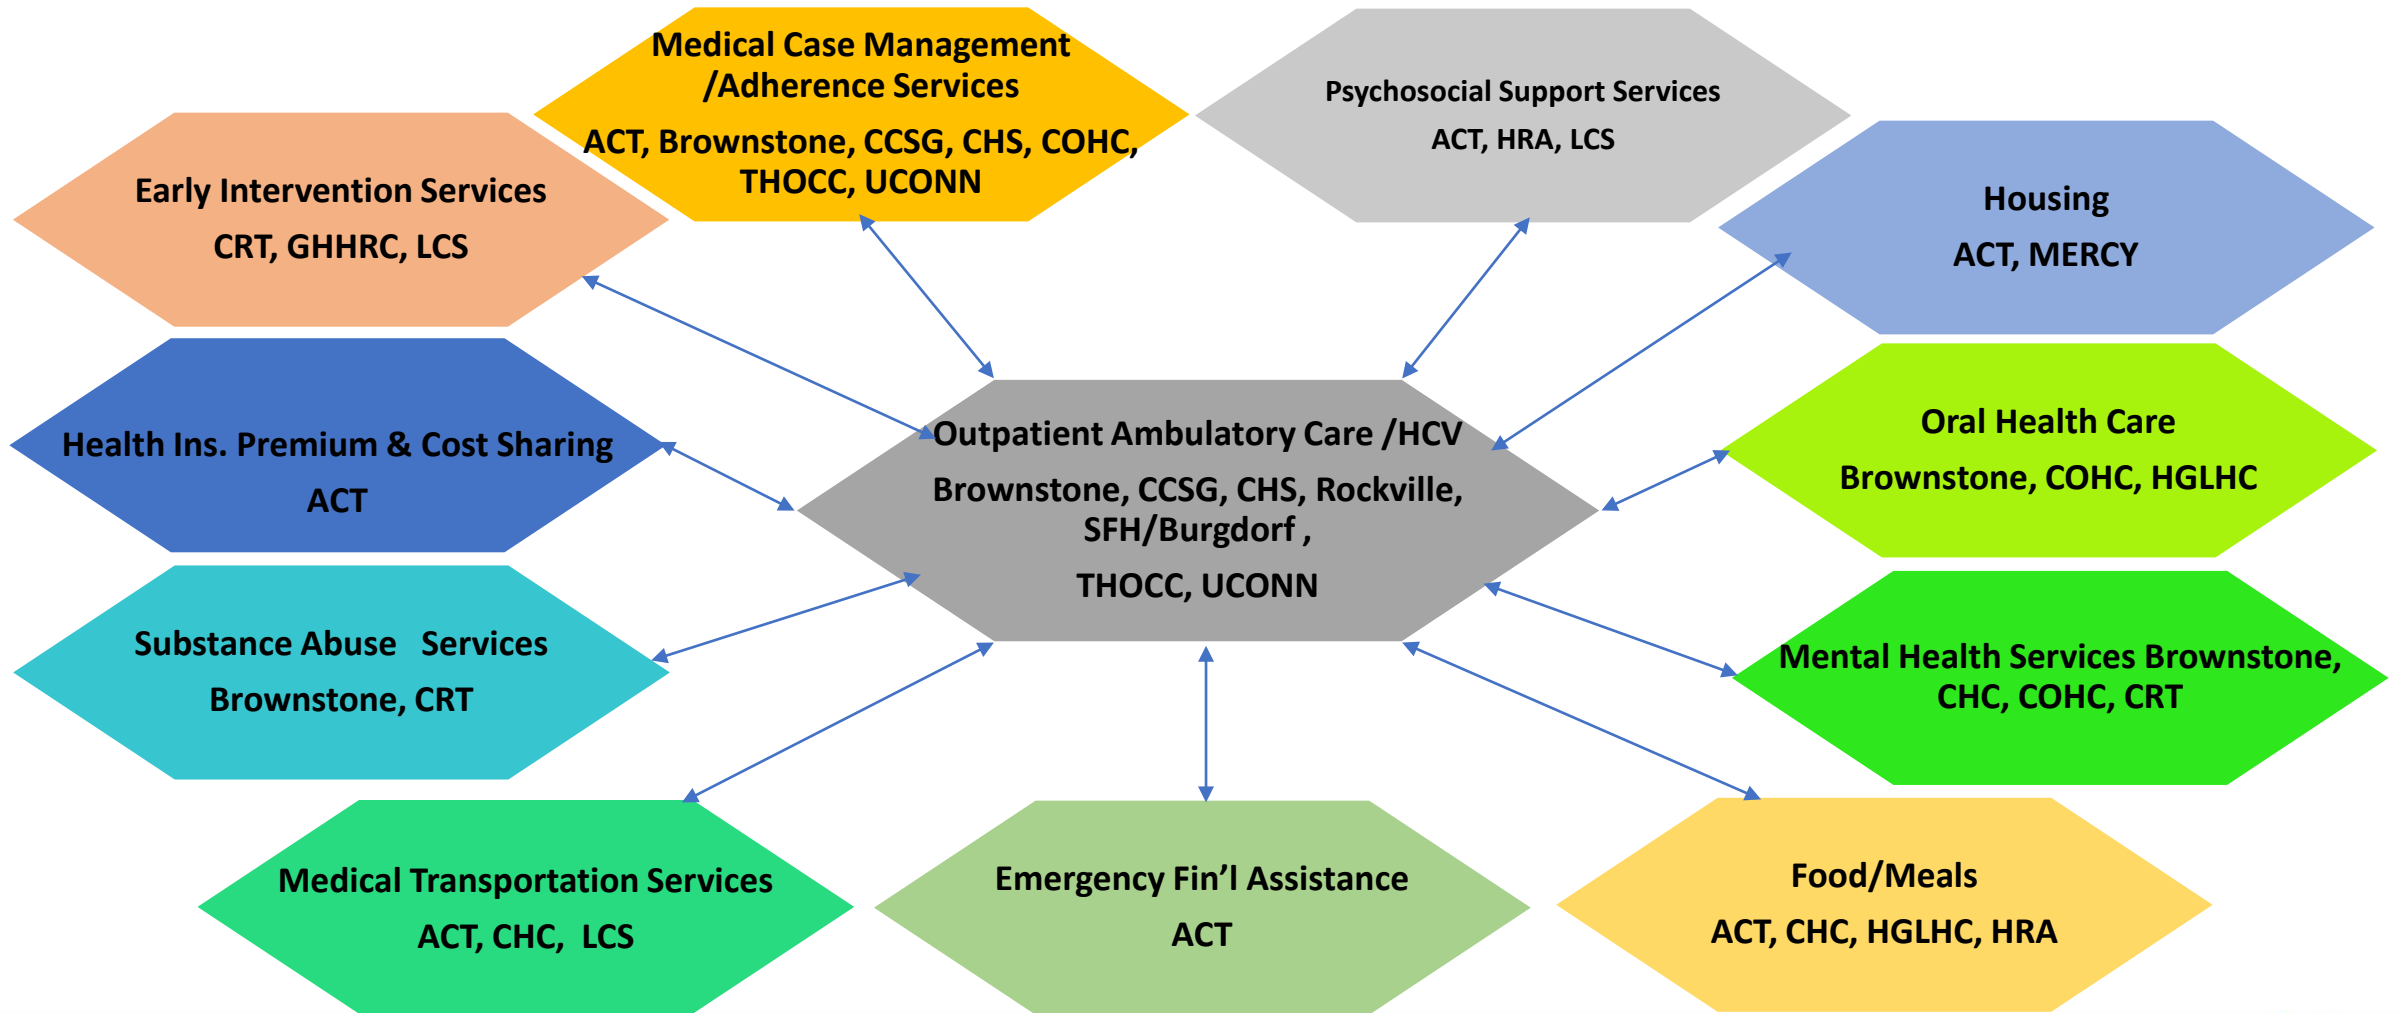 Medical Case Management
/Adherence Services
ACT, Brownstone, CCSG, CHS, COHC,
THOCC, UCONN
Psychosocial Support Services
ACT, HRA, LCS
Early Intervention Services
CRT, GHHRC, LCS
Housing
ACT, MERCY
Health Ins. Premium & Cost Sharing
ACT
Outpatient Ambulatory Care /HCV
Brownstone, CCSG, CHS, Rockville,
SFH/Burgdorf ,
THOCC, UCONN
Oral Health Care
Brownstone, COHC, HGLHC
Substance Abuse   Services
Brownstone, CRT
Mental Health Services Brownstone,
CHC, COHC, CRT
Medical Transportation Services
ACT, CHC,  LCS
Emergency Fin’l Assistance
ACT
Food/Meals
ACT, CHC, HGLHC, HRA